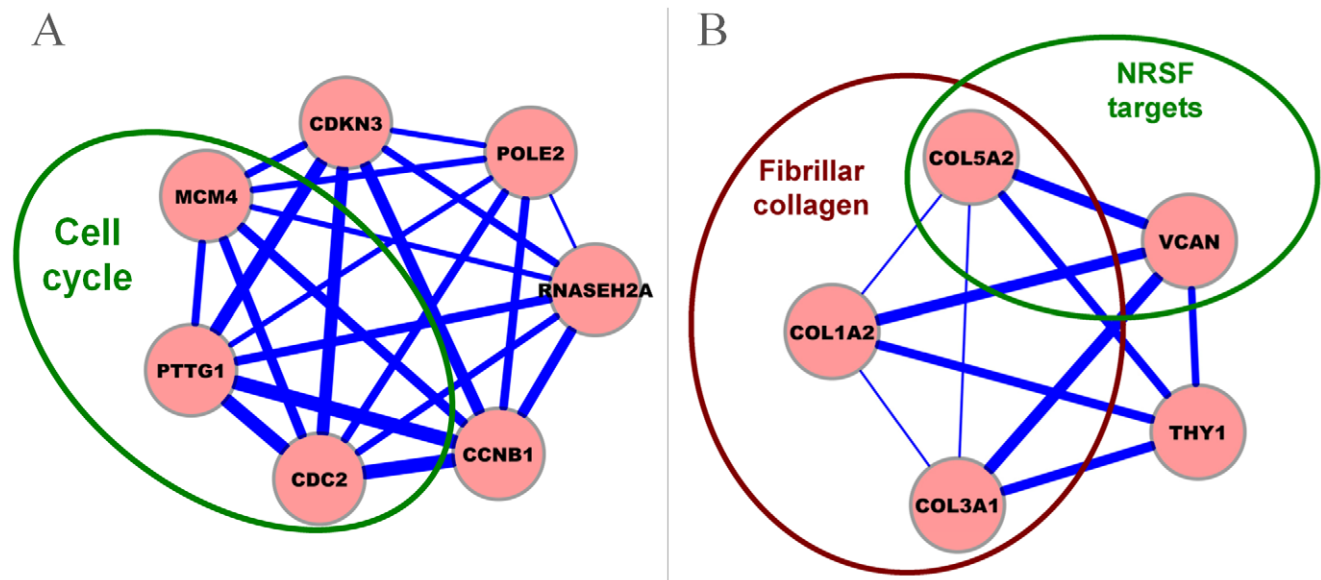 A
CDKN3
POLE2
MCM4
Cell
cycle
RNASEH2A
PTTG1
CCNB1
CDC2
B
NRSF
targets
COL5A2
Fibrillar
collagen
VCAN
COL1A2
THY1
COL3A1